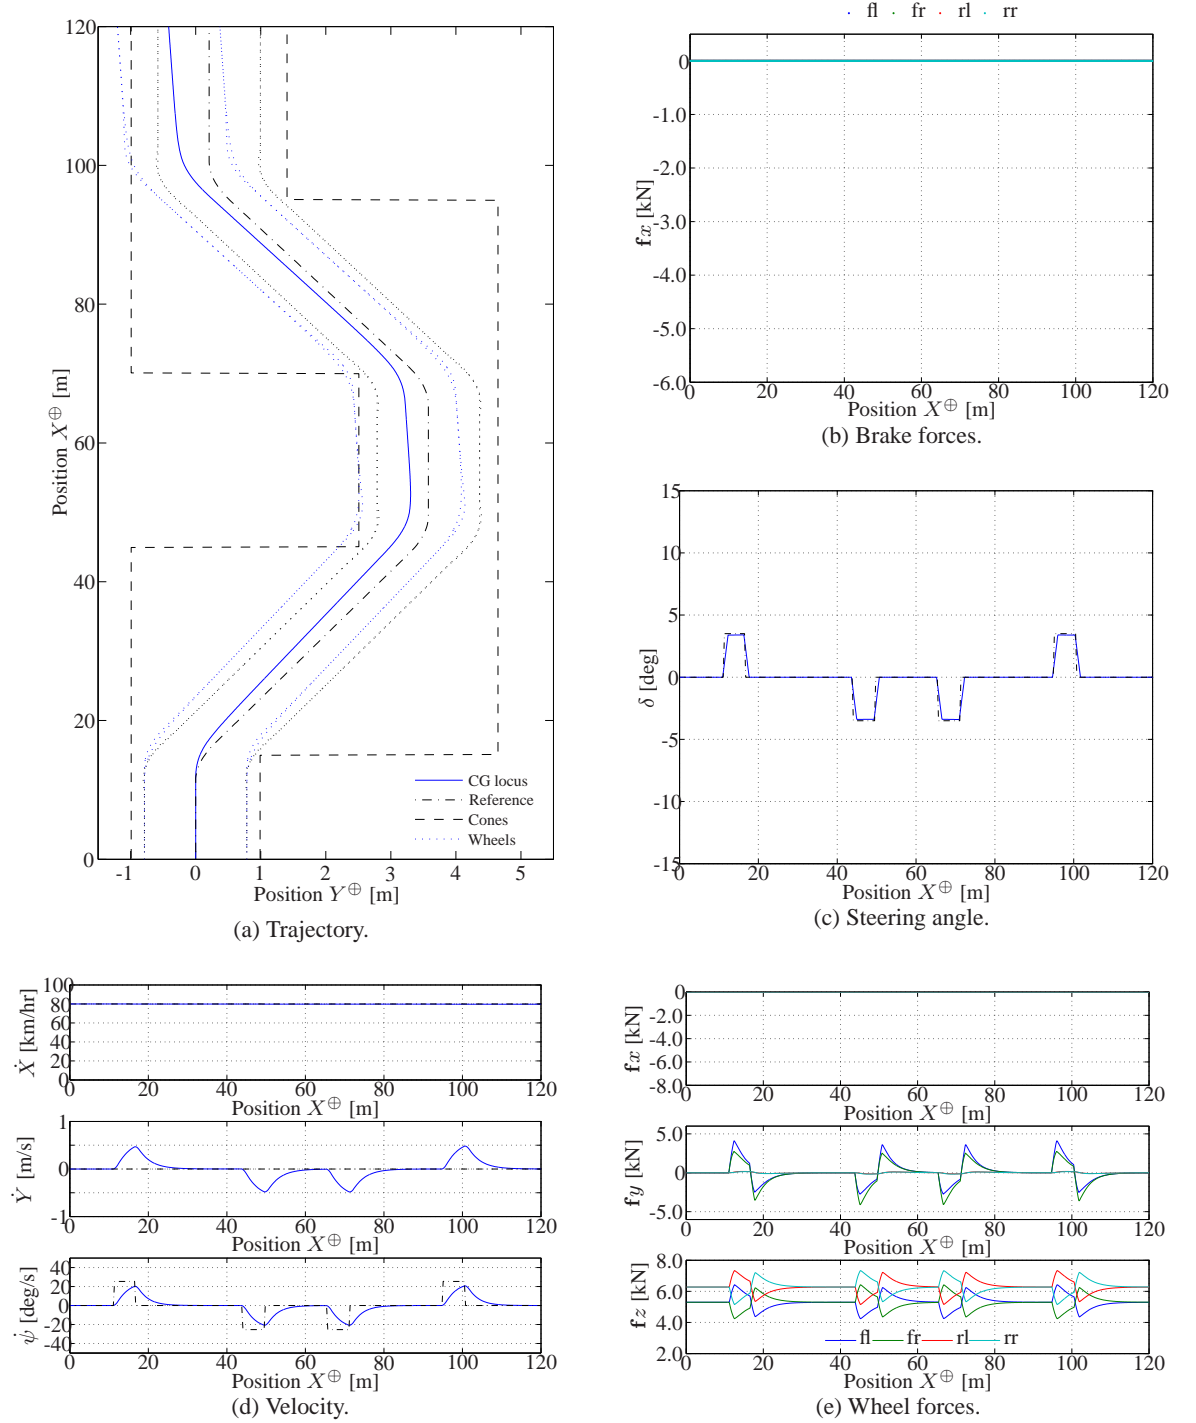 120
100
80
60
40
20
0
-1 0 1 2 3 4 5
Position X⊕ [m]
Position Y⊕ [m]
CG locus
Reference
Cones
Wheels
(a) Trajectory.
fl fr rl rr
0
-1.0
-2.0
-3.0
-4.0
-5.0
-6.0
0 20 40 60 80 100 120
fx [kN]
Position X⊕ [m]
(b) Brake forces.
15
10
5
0
-5
-10
-15
0 20 40 60 80 100 120
δ [deg]
Position X⊕ [m]
(c) Steering angle.
100
80
60
40
20
0
0 20 40 60 80 100 120
Ẋ [km/hr]
Position X⊕ [m]
1
0
-1
0 20 40 60 80 100 120
Ẏ [m/s]
Position X⊕ [m]
40
20
0
-20
-40
0 20 40 60 80 100 120
ψ̇ [deg/s]
Position X⊕ [m]
(d) Velocity.
0
-2.0
-4.0
-6.0
-8.0
0 20 40 60 80 100 120
fx [kN]
Position X⊕ [m]
5.0
0
-5.0
0 20 40 60 80 100 120
fy [kN]
Position X⊕ [m]
8.0
6.0
4.0
2.0
0 20 40 60 80 100 120
fz [kN]
fl fr rl rr
Position X⊕ [m]
(e) Wheel forces.